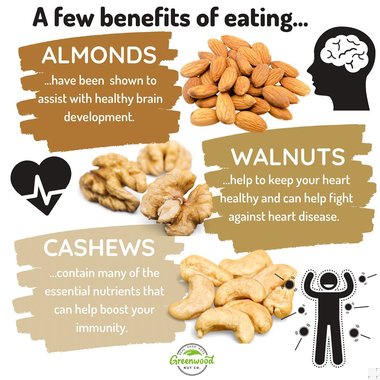 A few benefits of eating...
ALMONDS
...have been shown to
assist with healthy brain
development.
WALNUTS
...help to keep your heart
healthy and can help fight
against heart disease.
CASHEWS
...contain many of the
essential nutrients that
can help boost your
immunity.
Greenwood
NUT CO.